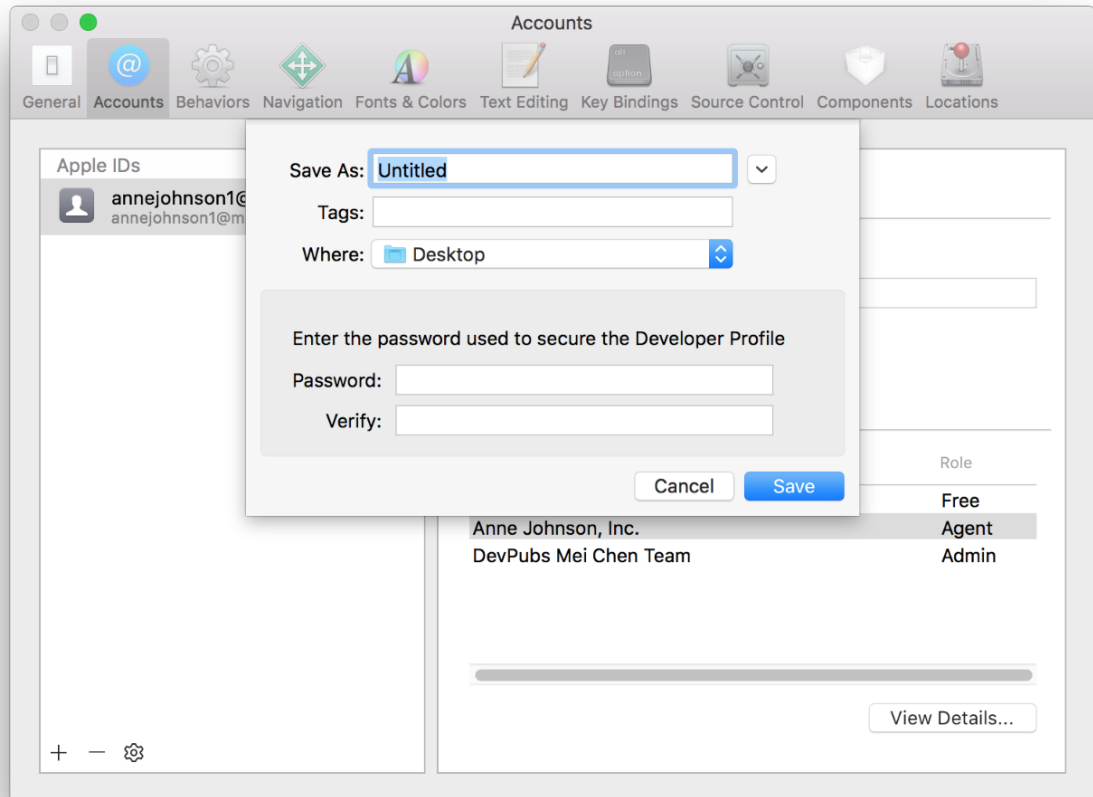 Accounts
alt
option
General Accounts Behaviors Navigation Fonts & Colors Text Editing Key Bindings Source Control Components Locations
Apple IDs
annejohnson1@
annejohnson1@m
Save As: Untitled
Tags:
Where: Desktop
Enter the password used to secure the Developer Profile
Password:
Verify:
Cancel Save
Role
Free
Anne Johnson, Inc. Agent
DevPubs Mei Chen Team Admin
View Details...